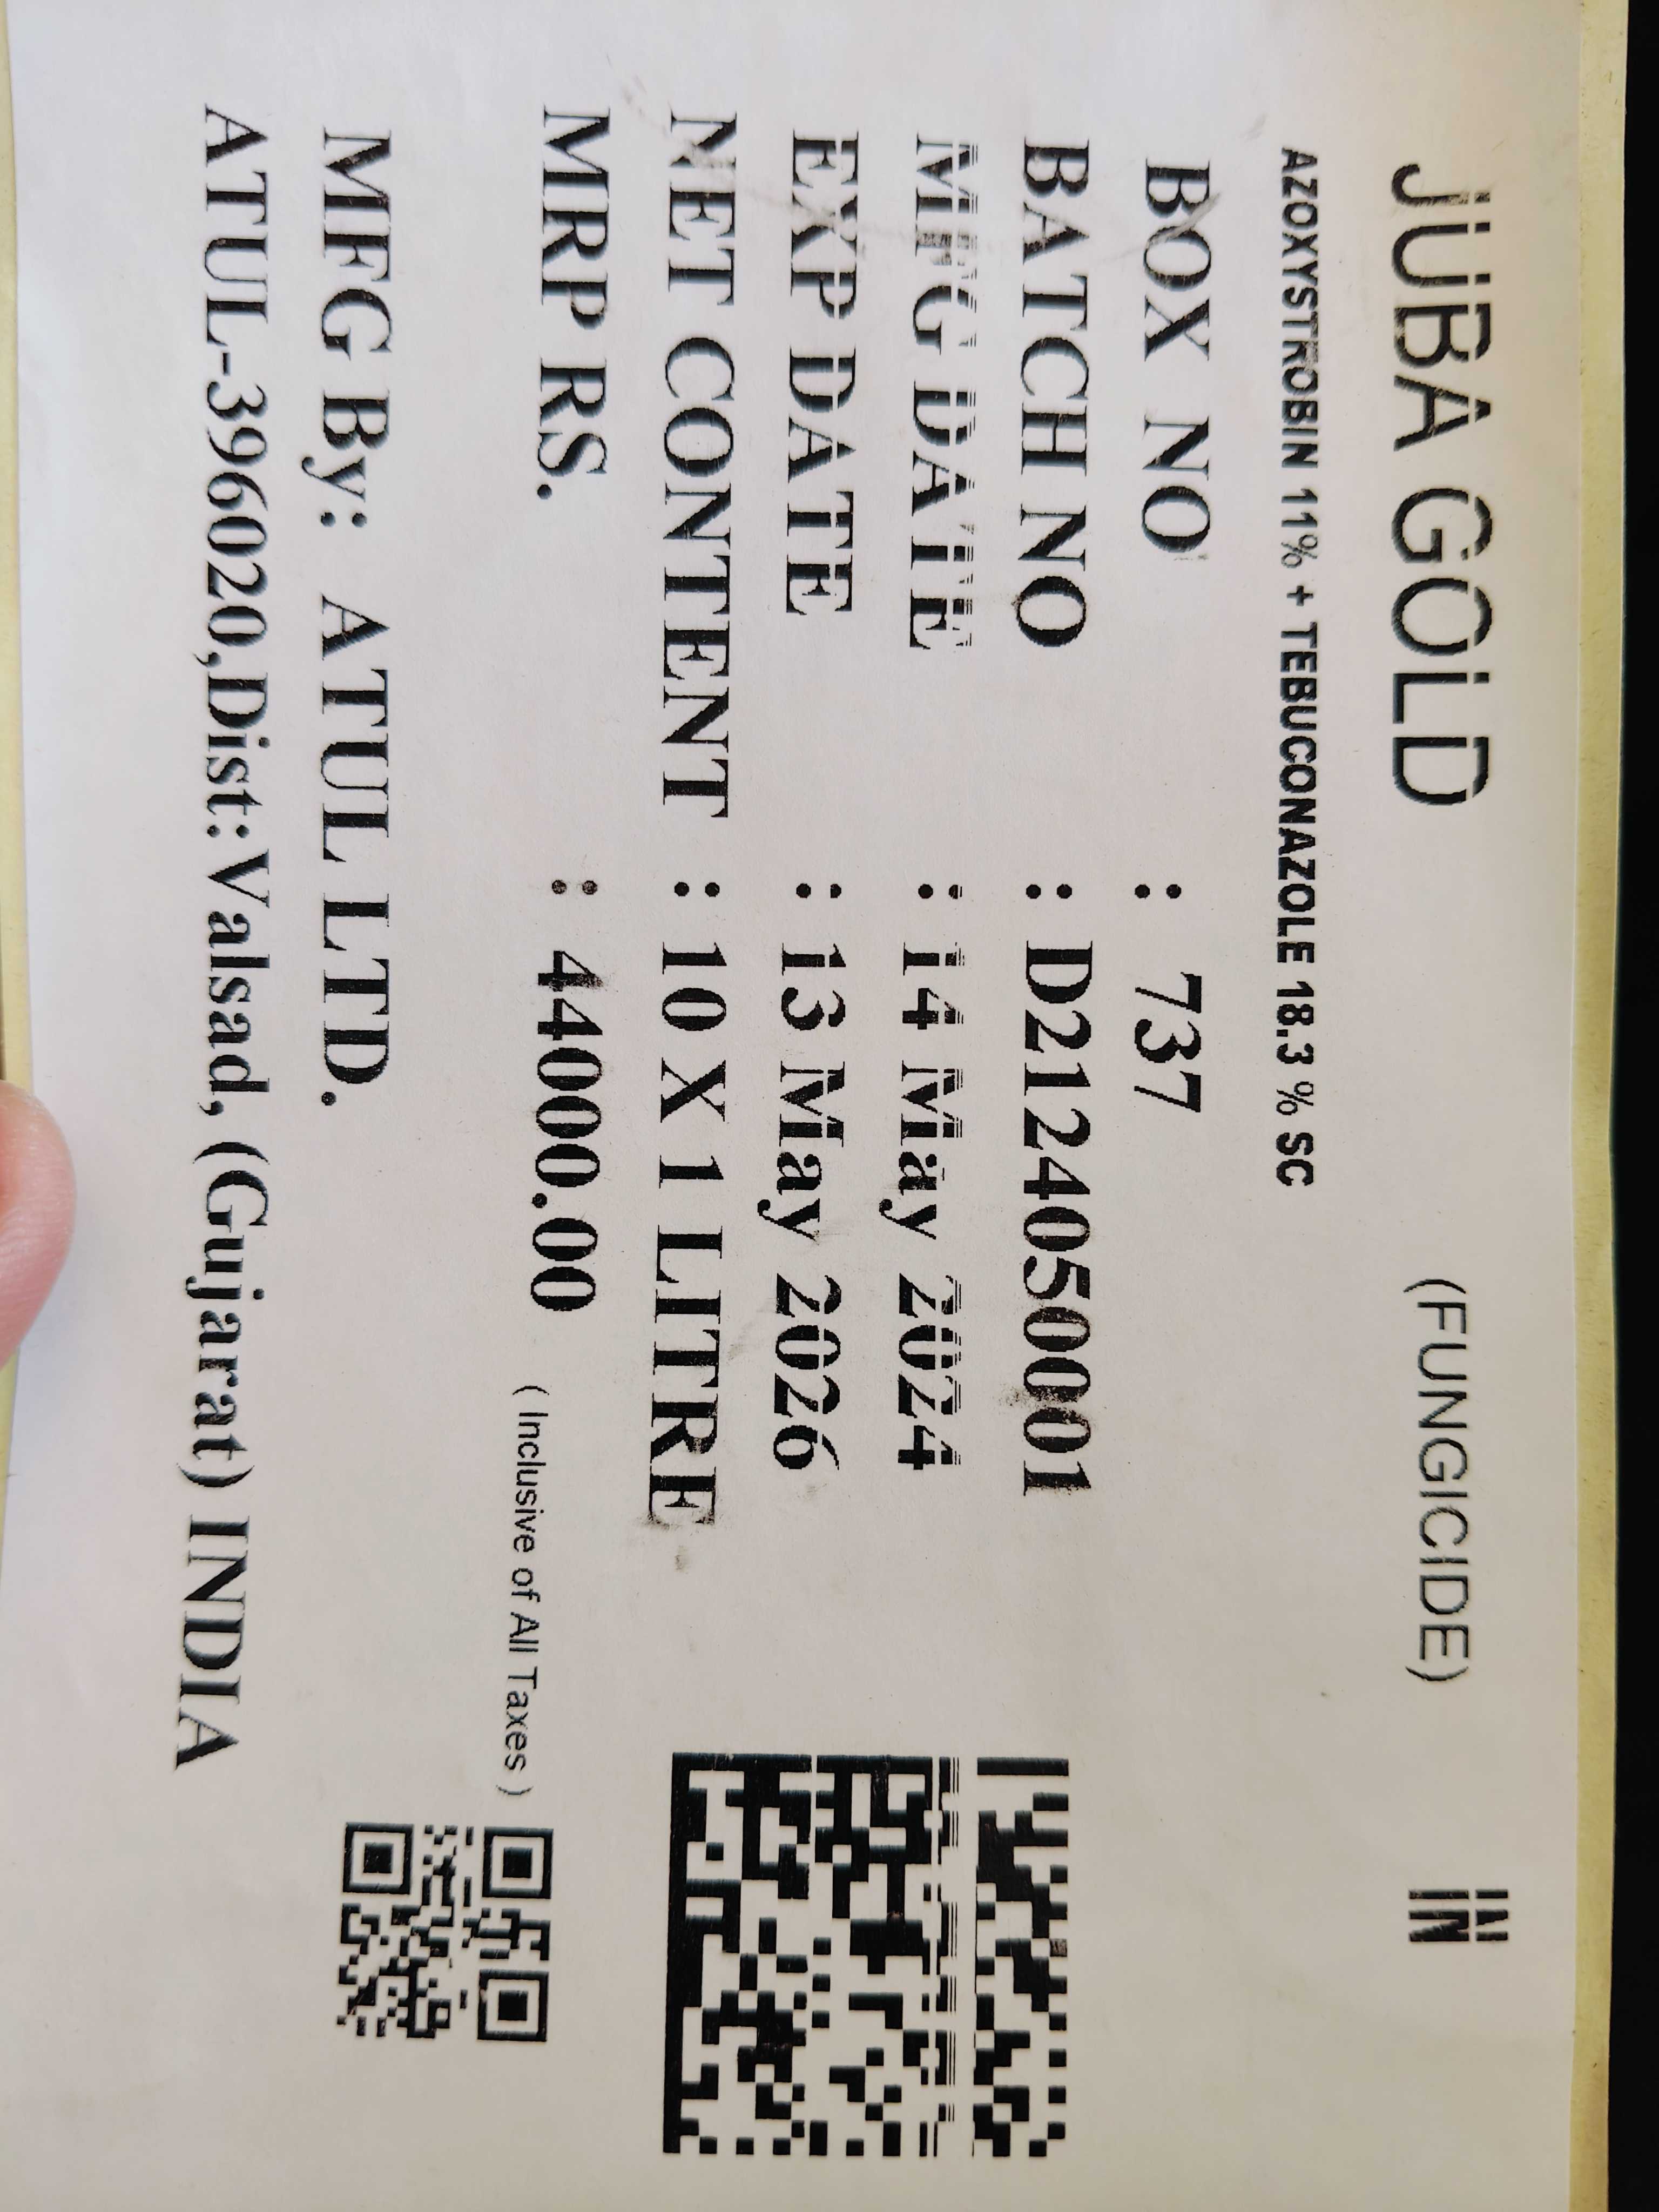 JUBA GOLD (FUNGICIDE) IN
AZOXYSTROBIN 11% + TEBUCONAZOLE 18.3 % SC
BOX NO : 737
BATCH NO : D2124050001
MFG DATE : 14 May 2024
EXP DATE : 13 May 2026
NET CONTENT : 10 X 1 LITRE
MRP RS. : 44000.00 ( Inclusive of All Taxes )
MFG By: ATUL LTD.
ATUL-396020,Dist:Valsad, (Gujarat) INDIA